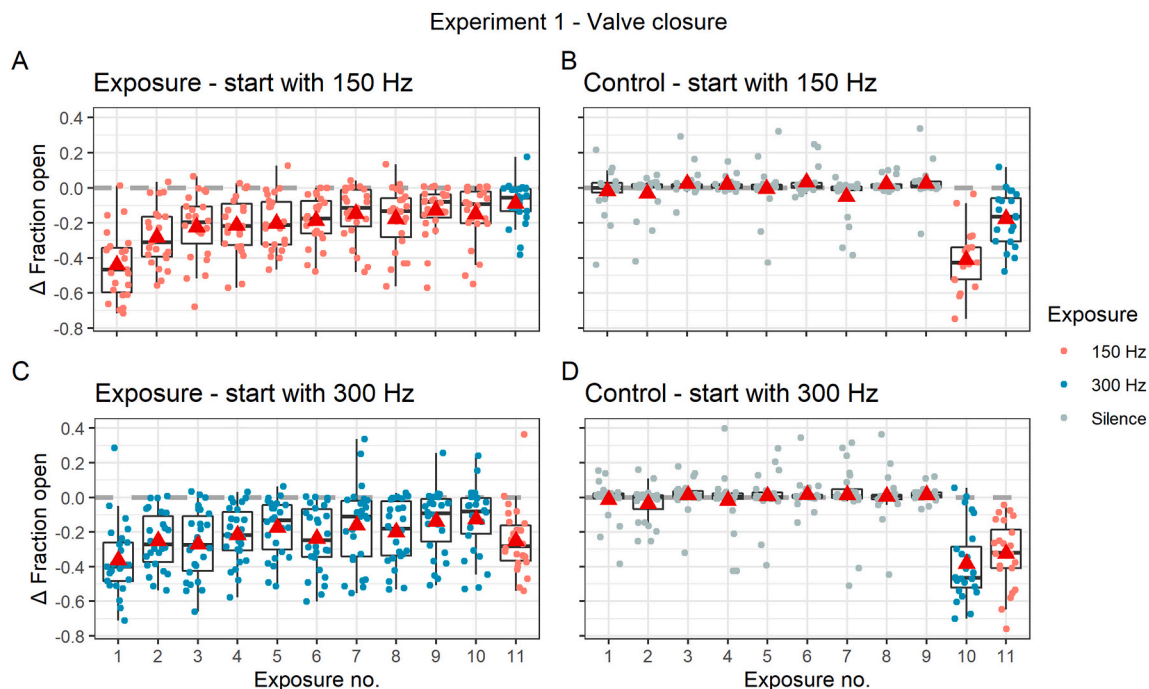 Experiment 1 - Valve closure
A
Exposure - start with 150 Hz
Δ Fraction open
0.4
0.2
0.0
-0.2
-0.4
-0.6
-0.8
B
Control - start with 150 Hz
C
Exposure - start with 300 Hz
Δ Fraction open
0.4
0.2
0.0
-0.2
-0.4
-0.6
-0.8
1 2 3 4 5 6 7 8 9 10 11
Exposure no.
D
Control - start with 300 Hz
1 2 3 4 5 6 7 8 9 10 11
Exposure no.
Exposure
150 Hz
300 Hz
Silence